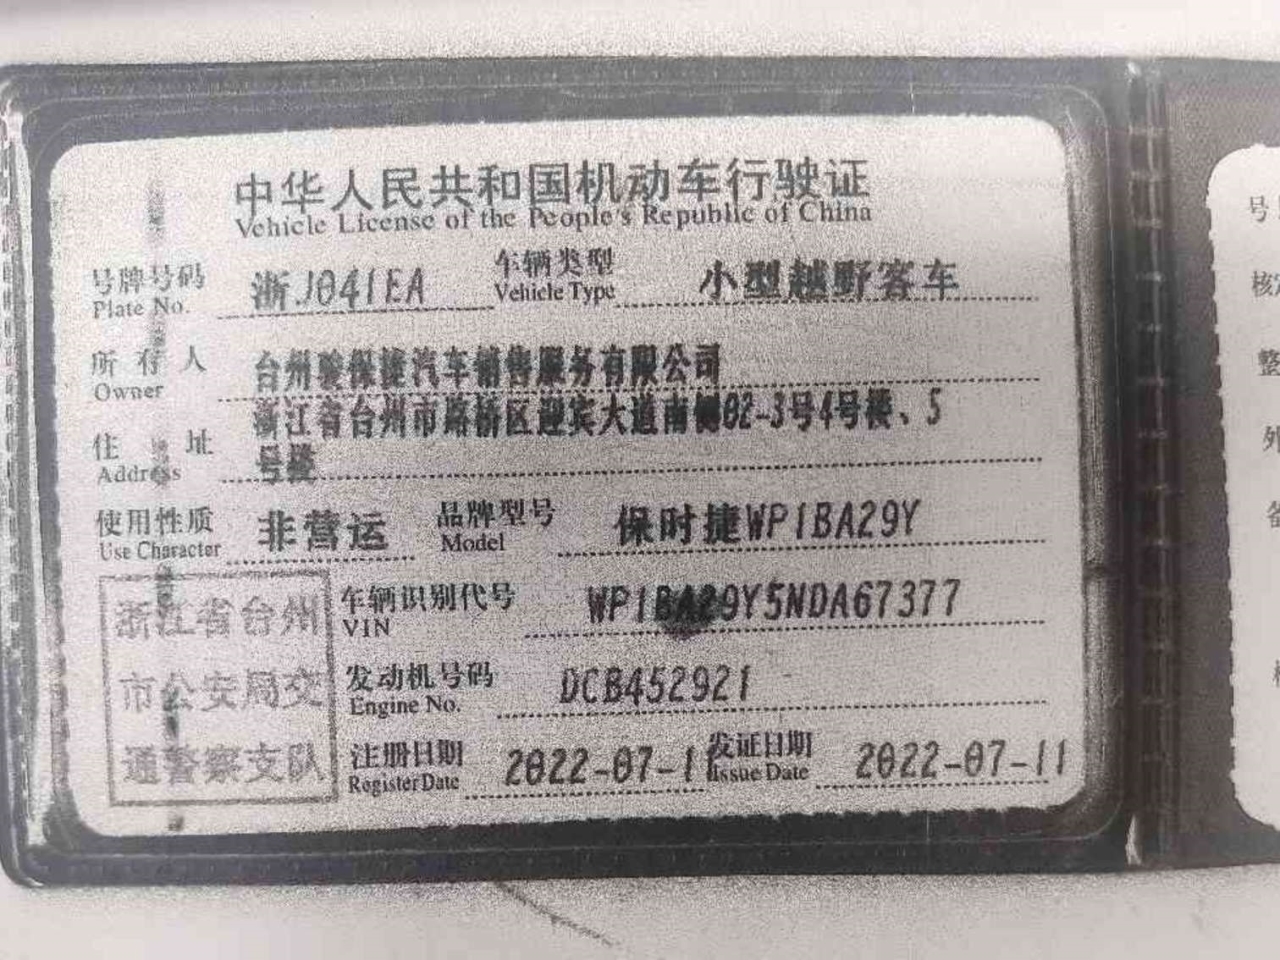 中华人民共和国机动车行驶证
Vehicle License of the People's Republic of China
号牌号码 浙J041EA 车辆类型 小型越野客车
Plate No. Vehicle Type
所有人 台州骏保捷汽车销售服务有限公司
Owner
住址 浙江省台州市路桥区迎宾大道南侧02-3号4号楼、5
Address 号楼
使用性质 非营运 品牌型号 保时捷WP1BA29Y
Use Character Model
浙江省台州 车辆识别代号 WP1BA29Y5NDA67377
VIN
市公安局交 发动机号码 DCB452921
Engine No.
通警察支队 注册日期 2022-07-11 发证日期 2022-07-11
Register Date Issue Date
号
核
整
外
备